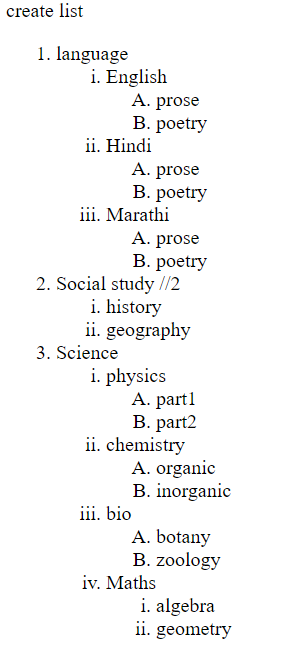 create list
1. language
i. English
A. prose
B. poetry
ii. Hindi
A. prose
B. poetry
iii. Marathi
A. prose
B. poetry
2. Social study //2
i. history
ii. geography
3. Science
i. physics
A. part1
B. part2
ii. chemistry
A. organic
B. inorganic
iii. bio
A. botany
B. zoology
iv. Maths
i. algebra
ii. geometry